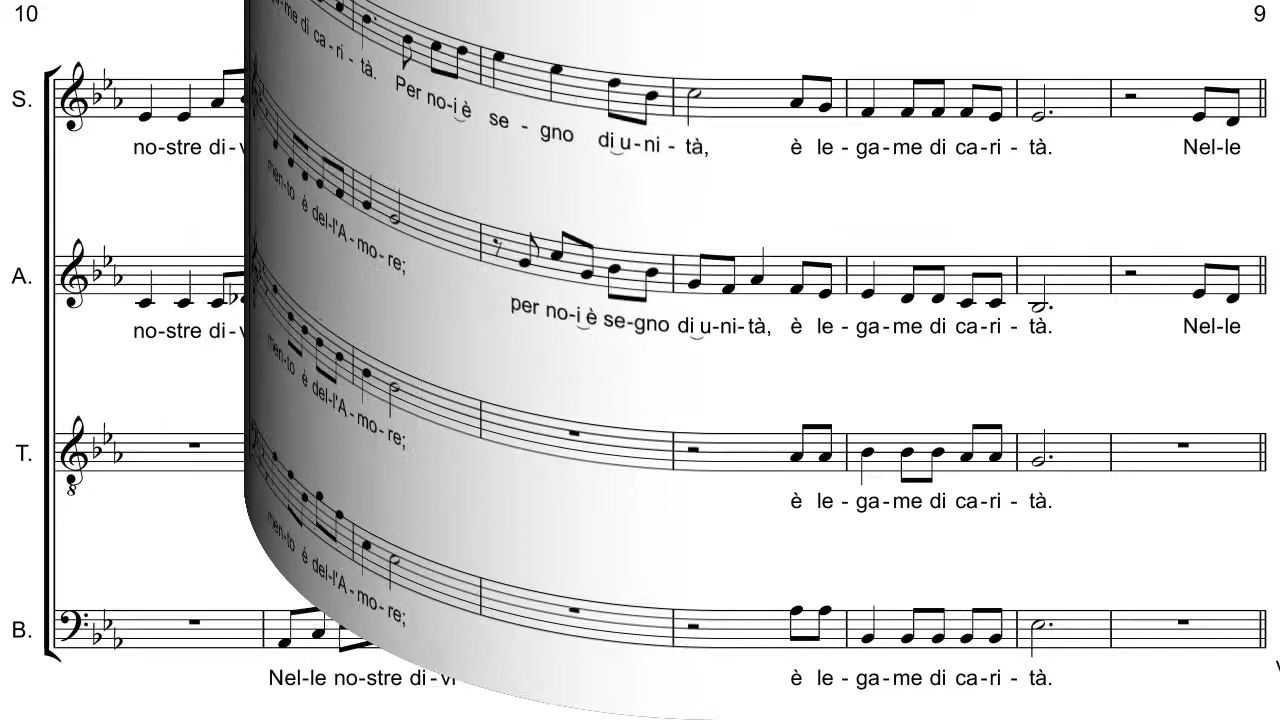 10
9
S.
no-stre di-
-me di ca-ri-tà. Per no-i è se-gno di u-ni-tà, è le-ga-me di ca-ri-tà. Nel-le
A.
no-stre di-
men-to è del-l'A-mo-re; per no-i è se-gno di u-ni-tà, è le-ga-me di ca-ri-tà. Nel-le
T.
men-to è del-l'A-mo-re; è le-ga-me di ca-ri-tà.
B.
men-to è del-l'A-mo-re; è le-ga-me di ca-ri-tà.
Nel-le no-stre di-vi